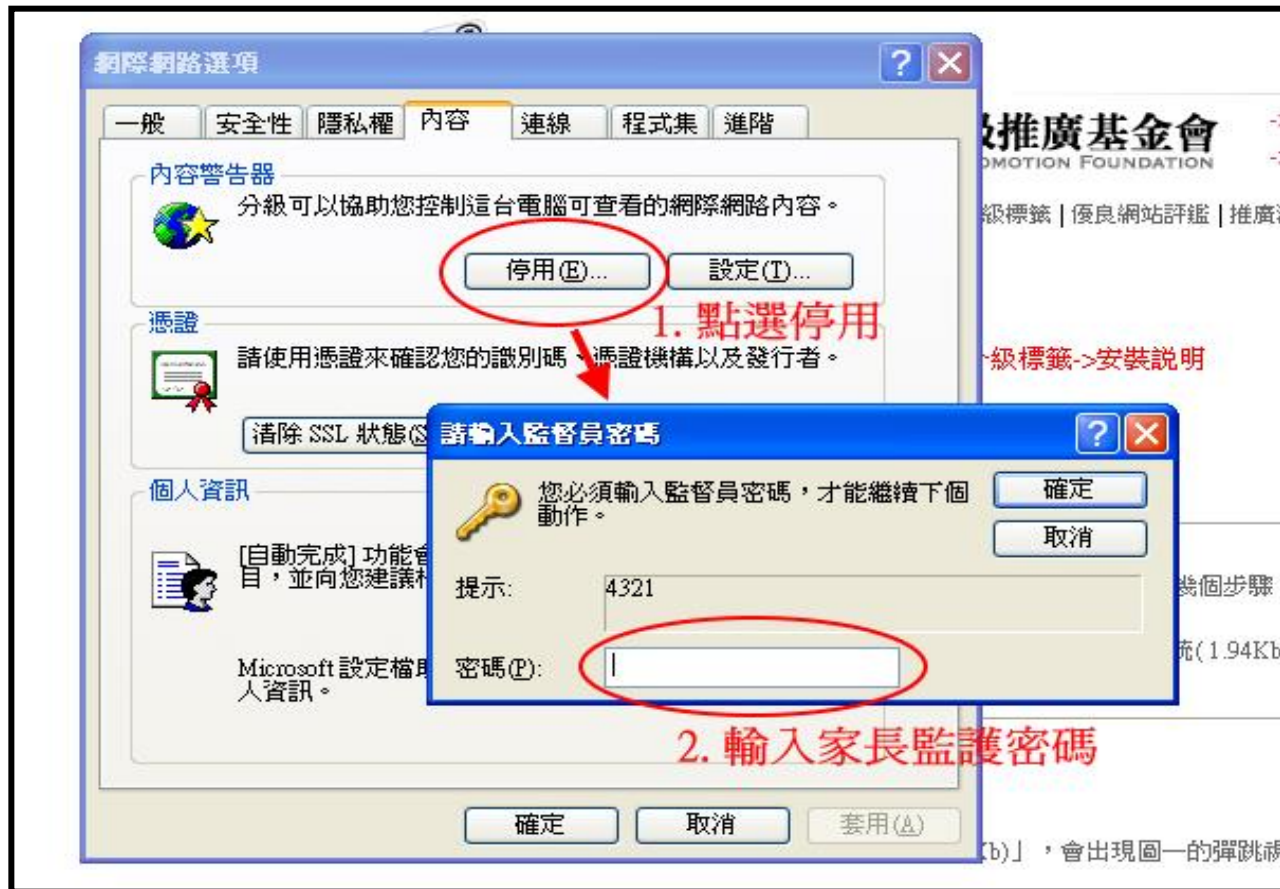 網際網路選項
一般 安全性 隱私權 內容 連線 程式集 進階
內容警告器
分級可以協助您控制這台電腦可查看的網際網路內容。
停用(E)... 設定(T)...
1. 點選停用
憑證
請使用憑證來確認您的識別碼、憑證機構以及發行者。
清除 SSL 狀態(S
個人資訊
[自動完成] 功能會
目，並向您建議
Microsoft 設定檔
人資訊。
請輸入監督員密碼
您必須輸入監督員密碼，才能繼續下個
動作。
確定
取消
提示: 4321
密碼(P):
2. 輸入家長監護密碼
確定 取消 套用(A)
推廣基金會
OMOTION FOUNDATION
級標籤 | 優良網站評鑑 | 推廣
級標籤->安裝說明
幾個步驟
(1.94Kb
Kb)」，會出現圖一的彈跳視